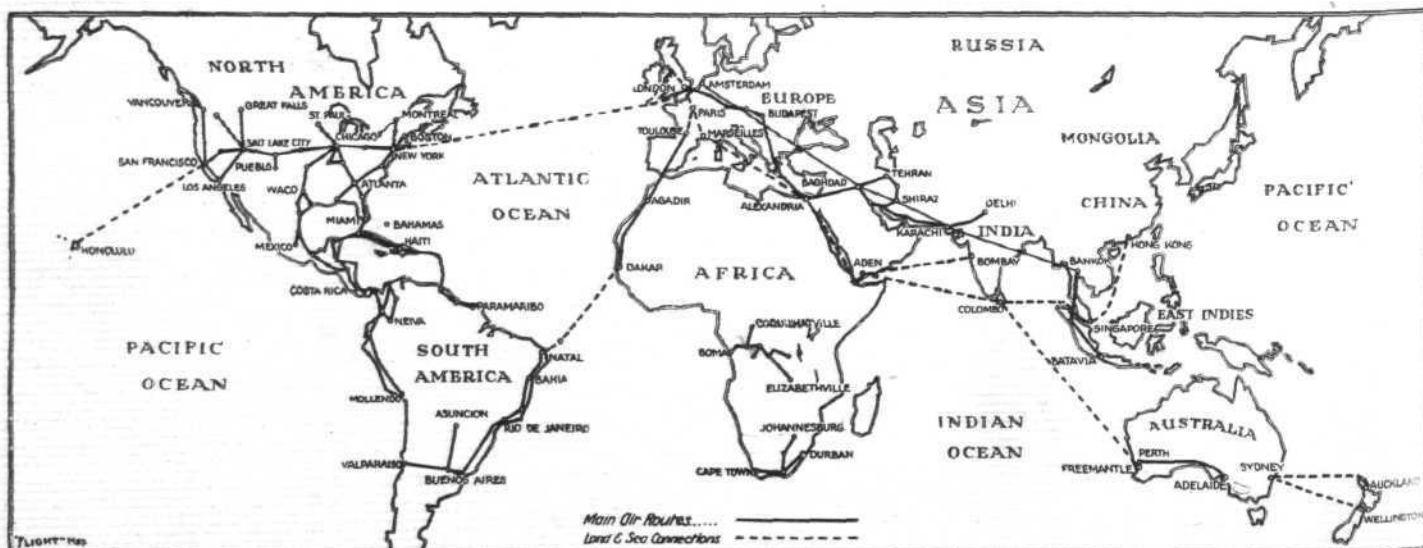 NORTH
AMERICA
VANCOUVER
GREAT FALLS
ST. PAUL
MONTREAL
CHICAGO
BOSTON
SALT LAKE CITY
NEW YORK
SAN FRANCISCO
PUEBLO
LOS ANGELES
WACO
ATLANTA
MIAMI
BAHAMAS
HONOLULU
MEXICO
HAITI
COSTA RICA
PARAMARIBO
NEIVA
PACIFIC
OCEAN
SOUTH
AMERICA
NATAL
BAHIA
MOLLENDO
ASUNCION
RIO DE JANEIRO
VALPARAISO
BUENOS AIRES
ATLANTIC
OCEAN
LONDON
AMSTERDAM
EUROPE
PARIS
BUDAPEST
TOULOUSE
MARSEILLES
AGADIR
ALEXANDRIA
BAGHDAD
TEHRAN
SHIRAZ
DAKAR
AFRICA
ADEN
BOMA
COQUILHATVILLE
ELIZABETHVILLE
JOHANNESBURG
DURBAN
CAPE TOWN
RUSSIA
ASIA
MONGOLIA
CHINA
DELHI
KARACHI
INDIA
HONG KONG
BOMBAY
BANKOK
COLOMBO
EAST INDIES
SINGAPORE
BATAVIA
PACIFIC
OCEAN
INDIAN
OCEAN
AUSTRALIA
PERTH
FREEMANTLE
ADELAIDE
SYDNEY
AUCKLAND
WELLINGTON
Main Air Routes.....
Land & Sea Connections
"FLIGHT" MAP